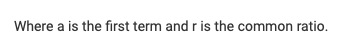 Where a is the first term and r is the common ratio.